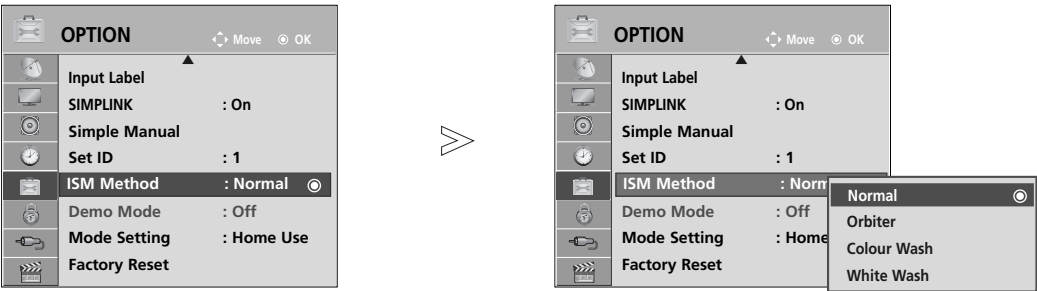 OPTION Move OK
Input Label
SIMPLINK : On
Simple Manual
Set ID : 1
ISM Method : Normal
Demo Mode : Off
Mode Setting : Home Use
Factory Reset
OPTION Move OK
Input Label
SIMPLINK : On
Simple Manual
Set ID : 1
ISM Method : Norm
Demo Mode : Off
Mode Setting : Home
Factory Reset
Normal
Orbiter
Colour Wash
White Wash